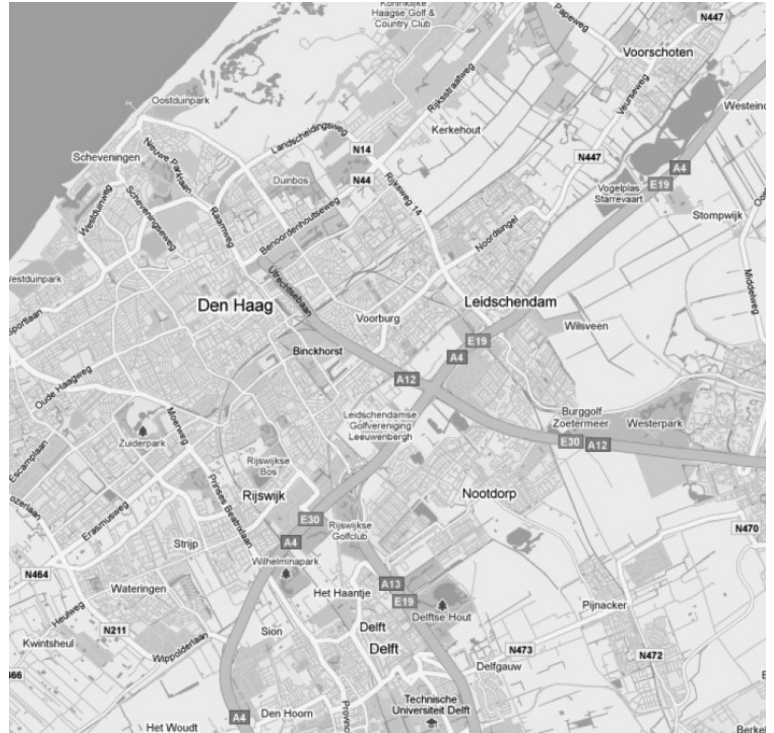 Koninklijke
Haagse Golf &
Country Club
Papeweg
N447
Voorschoten
Oostduinpark
Rijksstraatweg
Veurseweg
Landscheidingsweg
Kerkehout
Westeind
Nieuwe Parklaan
N14
Scheveningen
N447
A4
Duinbos
N44
E19
Vogelplas
Starrevaart
Rijksweg 14
Scheveningseweg
Westduinweg
Raamweg
Stompwijk
Benoordenhoutseweg
Noordsingel
Westduinpark
Utrechtsebaan
Middelweg
Den Haag
Leidschendam
Sportlaan
Voorburg
Wilsveen
E19
Binckhorst
A4
Oude Haagweg
A12
Leidschendamse
Golfvereniging
Leeuwenbergh
Burggolf
Zoetermeer
Westerpark
Moerweg
Zuiderpark
E30
A12
Escamplaan
Rijswijkse
Bos
Rijswijk
Nootdorp
Prinses Beatrixlaan
ozerlaan
Erasmusweg
E30
Rijswijkse
Golfclub
N470
Strijp
A4
Wilhelminapark
N464
A13
Wateringen
Het Haantje
E19
Delftse Hout
Pijnacker
Heulweg
N211
Sion
Delft
Kwintsheul
Wippolderlaan
Delft
N473
N472
Delfgauw
466
Technische
Universiteit Delft
A4
Den Hoorn
Provinc
Het Woudt
Berkel